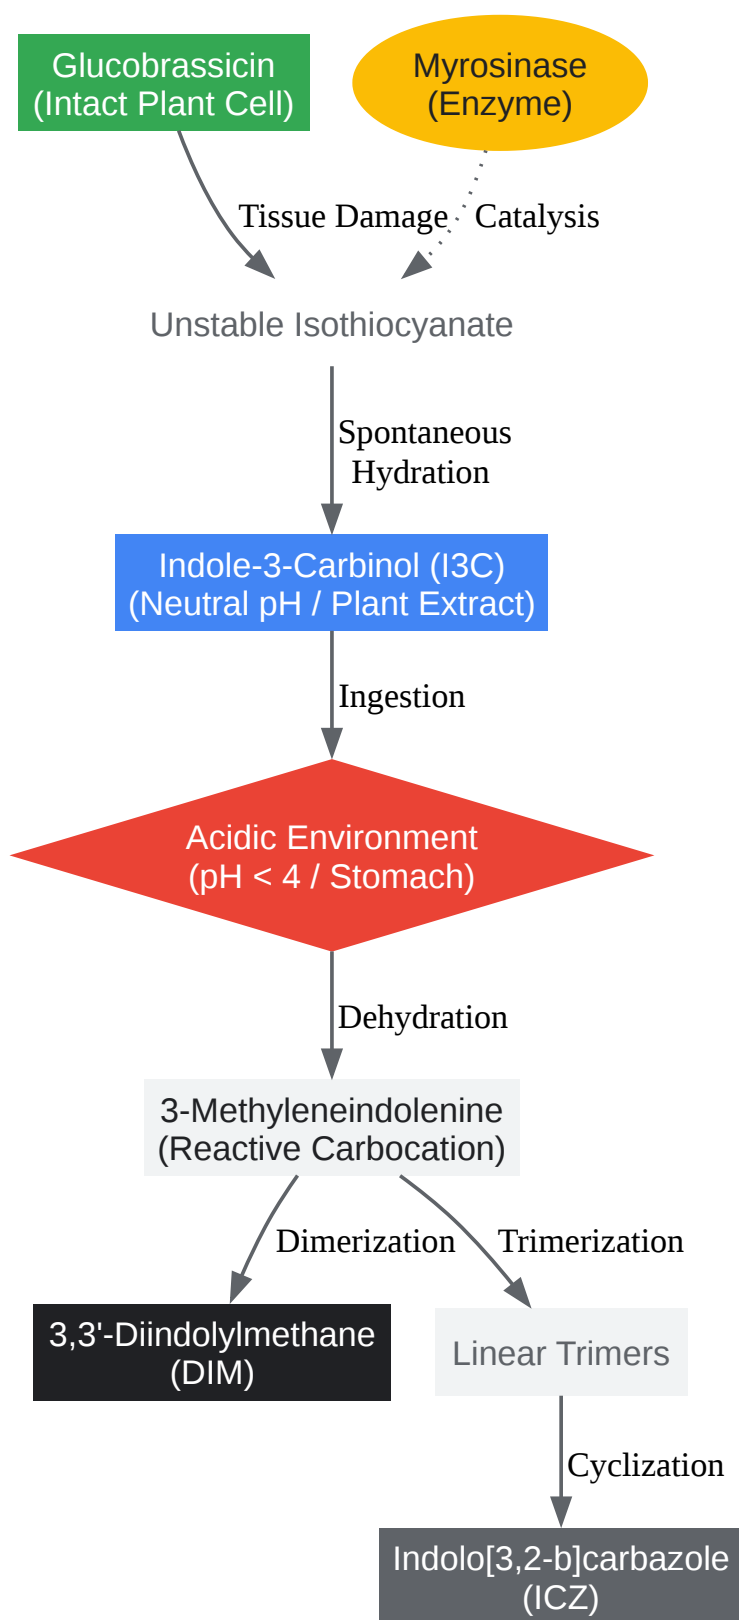 Glucobrassicin
(Intact Plant Cell)
Myrosinase
(Enzyme)
Tissue Damage
Catalysis
Unstable Isothiocyanate
Spontaneous
Hydration
Indole-3-Carbinol (I3C)
(Neutral pH / Plant Extract)
Ingestion
Acidic Environment
(pH < 4 / Stomach)
Dehydration
3-Methyleneindolenine
(Reactive Carbocation)
Dimerization
Trimerization
3,3'-Diindolylmethane
(DIM)
Linear Trimers
Cyclization
Indolo[3,2-b]carbazole
(ICZ)